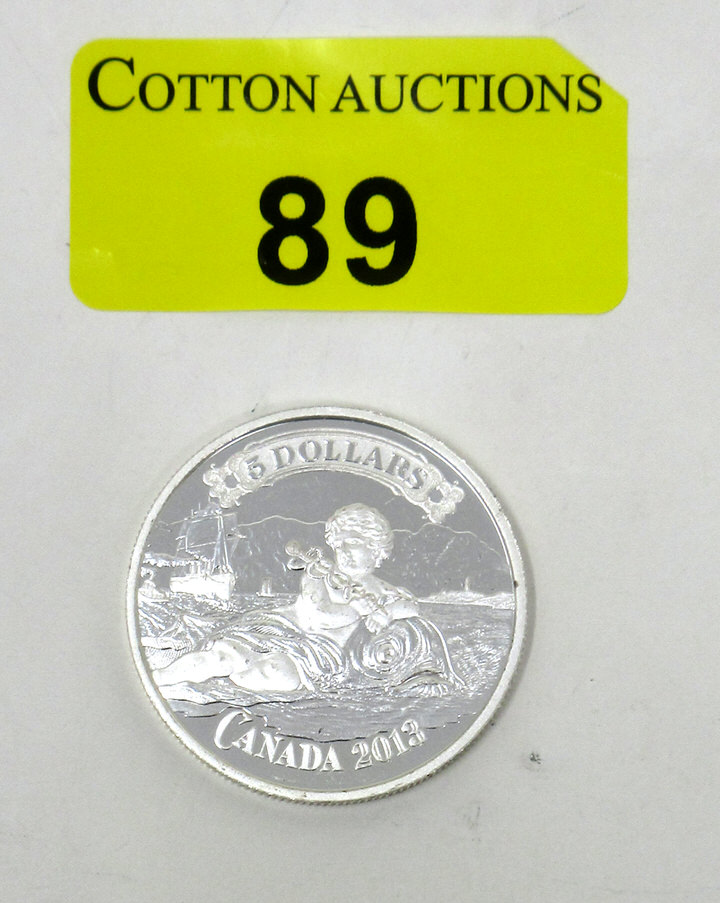 COTTON AUCTIONS
89
5 DOLLARS
CANADA 2013